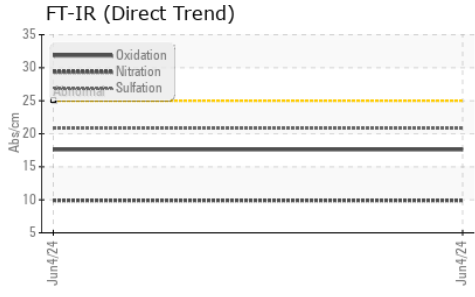 FT-IR (Direct Trend)
35
30
25
20
15
10
5
Abs/cm
Oxidation
Nitration
Sulfation
Abnormal
Jun4/24
Jun4/24